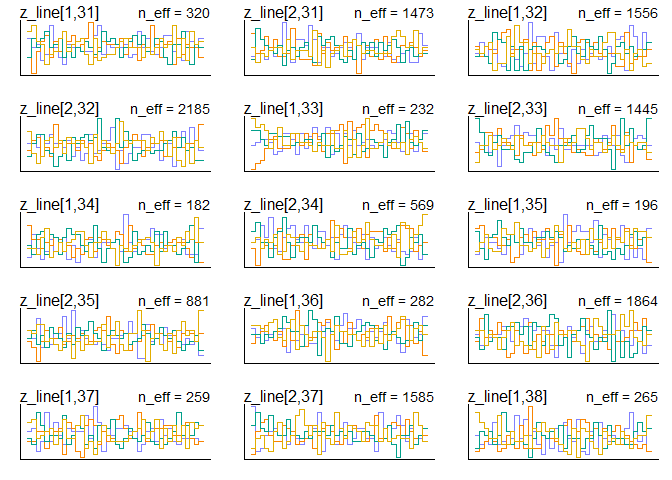 z_line[1,31] n_eff = 320 z_line[2,31] n_eff = 1473 z_line[1,32] n_eff = 1556
z_line[2,32] n_eff = 2185 z_line[1,33] n_eff = 232 z_line[2,33] n_eff = 1445
z_line[1,34] n_eff = 182 z_line[2,34] n_eff = 569 z_line[1,35] n_eff = 196
z_line[2,35] n_eff = 881 z_line[1,36] n_eff = 282 z_line[2,36] n_eff = 1864
z_line[1,37] n_eff = 259 z_line[2,37] n_eff = 1585 z_line[1,38] n_eff = 265